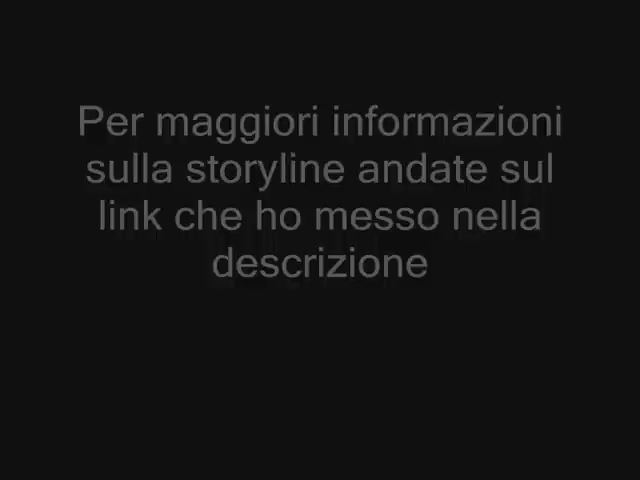 Per maggiori informazioni
sulla storyline andate sul
link che ho messo nella
descrizione